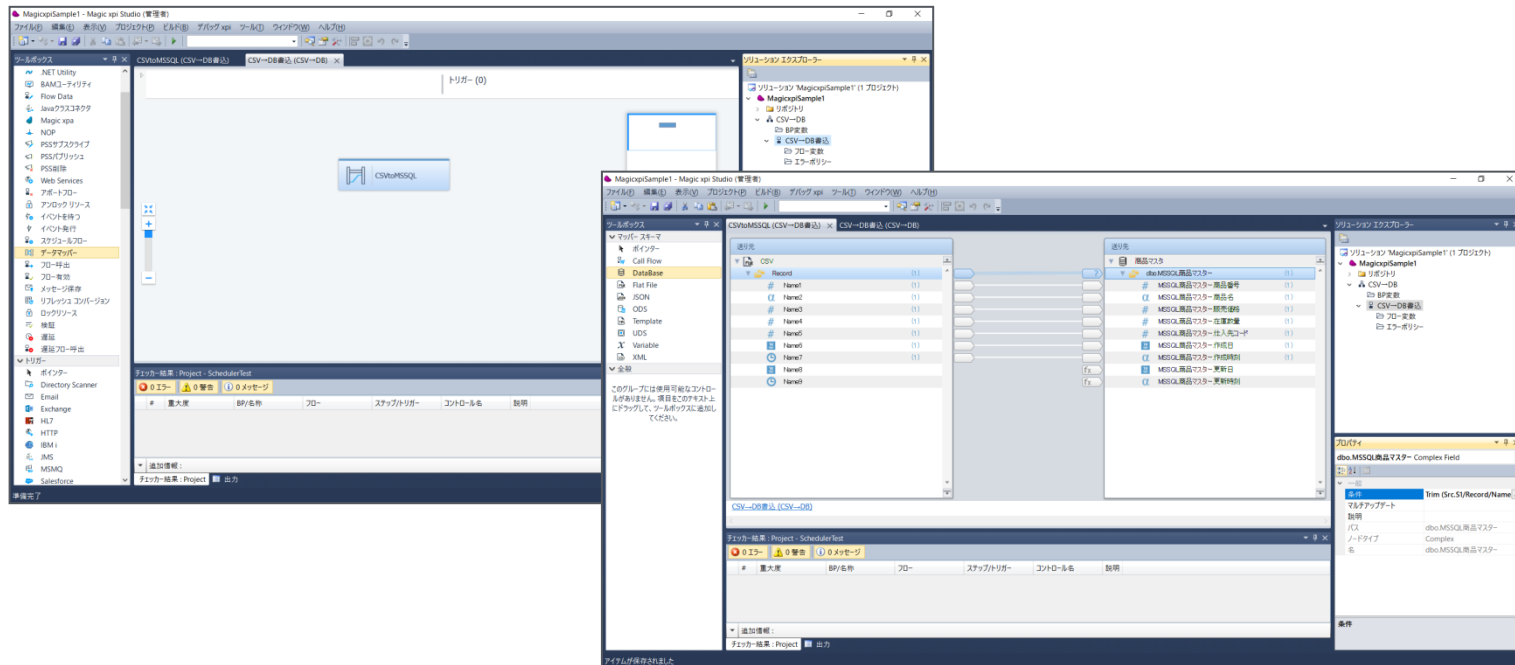 MagicxpiSample1 - Magic xpi Studio (管理者)
ファイル(F) 編集(E) 表示(V) プロジェクト(P) ビルド(B) デバッグ xpi ツール(T) ウィンドウ(W) ヘルプ(H)
ツールボックス
.NET Utility
BAMユーティリティ
Flow Data
Javaクラスコネクタ
Magic xpa
NOP
PSSサブスクライブ
PSSパブリッシュ
PSS削除
Web Services
アボートフロー
アンロックリソース
イベントを待つ
イベント発行
スケジュールフロー
データマッパー
フロー呼出
フロー有効
メッセージ保存
リフレッシュ コンバージョン
ロックリソース
検証
遅延
遅延フロー呼出
トリガー
ポインター
Directory Scanner
Email
Exchange
HL7
HTTP
IBM i
JMS
MSMQ
Salesforce
準備完了
CSVtoMSSQL (CSV→DB書込)
CSV→DB書込 (CSV→DB)
トリガー (0)
CSVtoMSSQL
チェッカー結果 : Project - SchedulerTest
0 エラー 0 警告 0 メッセージ
# 重大度 BP/名称 フロー ステップ/トリガー コントロール名 説明
追加情報 :
チェッカー結果 : Project 出力
ソリューション エクスプローラー
ソリューション 'MagicxpiSample1' (1 プロジェクト)
MagicxpiSample1
リポジトリ
CSV→DB
BP変数
CSV→DB書込
フロー変数
エラーポリシー
MagicxpiSample1 - Magic xpi Studio (管理者)
ファイル(F) 編集(E) 表示(V) プロジェクト(P) ビルド(B) デバッグ xpi ツール(T) ウィンドウ(W) ヘルプ(H)
ツールボックス
マッパー スキーマ
ポインター
Call Flow
DataBase
Flat File
JSON
ODS
Template
UDS
Variable
XML
全般
このグループには使用可能なコントロー
ルがありません。項目をこのテキスト上
にドラッグして、ツールボックスに追加し
てください。
CSVtoMSSQL (CSV→DB書込) CSV→DB書込 (CSV→DB)
送り元
CSV
Record (1)
Name1 (1)
Name2 (1)
Name3 (1)
Name4 (1)
Name5 (1)
Name6 (1)
Name7 (1)
Name8
Name9
送り先
商品マスタ
dbo.MSSQL商品マスター (1)
MSSQL商品マスター.商品番号 (1)
MSSQL商品マスター.商品名 (1)
MSSQL商品マスター.販売価格 (1)
MSSQL商品マスター.在庫数量 (1)
MSSQL商品マスター.仕入先コード (1)
MSSQL商品マスター.作成日 (1)
MSSQL商品マスター.作成時刻 (1)
MSSQL商品マスター.更新日
MSSQL商品マスター.更新時刻
CSV→DB書込 (CSV→DB)
チェッカー結果 : Project - SchedulerTest
0 エラー 0 警告 0 メッセージ
# 重大度 BP/名称 フロー ステップ/トリガー コントロール名 説明
追加情報 :
チェッカー結果 : Project 出力
アイテムが保存されました
ソリューション エクスプローラー
ソリューション 'MagicxpiSample1' (1 プロジェクト)
MagicxpiSample1
リポジトリ
CSV→DB
BP変数
CSV→DB書込
フロー変数
エラーポリシー
プロパティ
dbo.MSSQL商品マスター Complex Field
一般
条件 Trim (Src.S1/Record/Name
マルチアップデート
説明
パス dbo.MSSQL商品マスター
ノードタイプ Complex
名 dbo.MSSQL商品マスター
条件